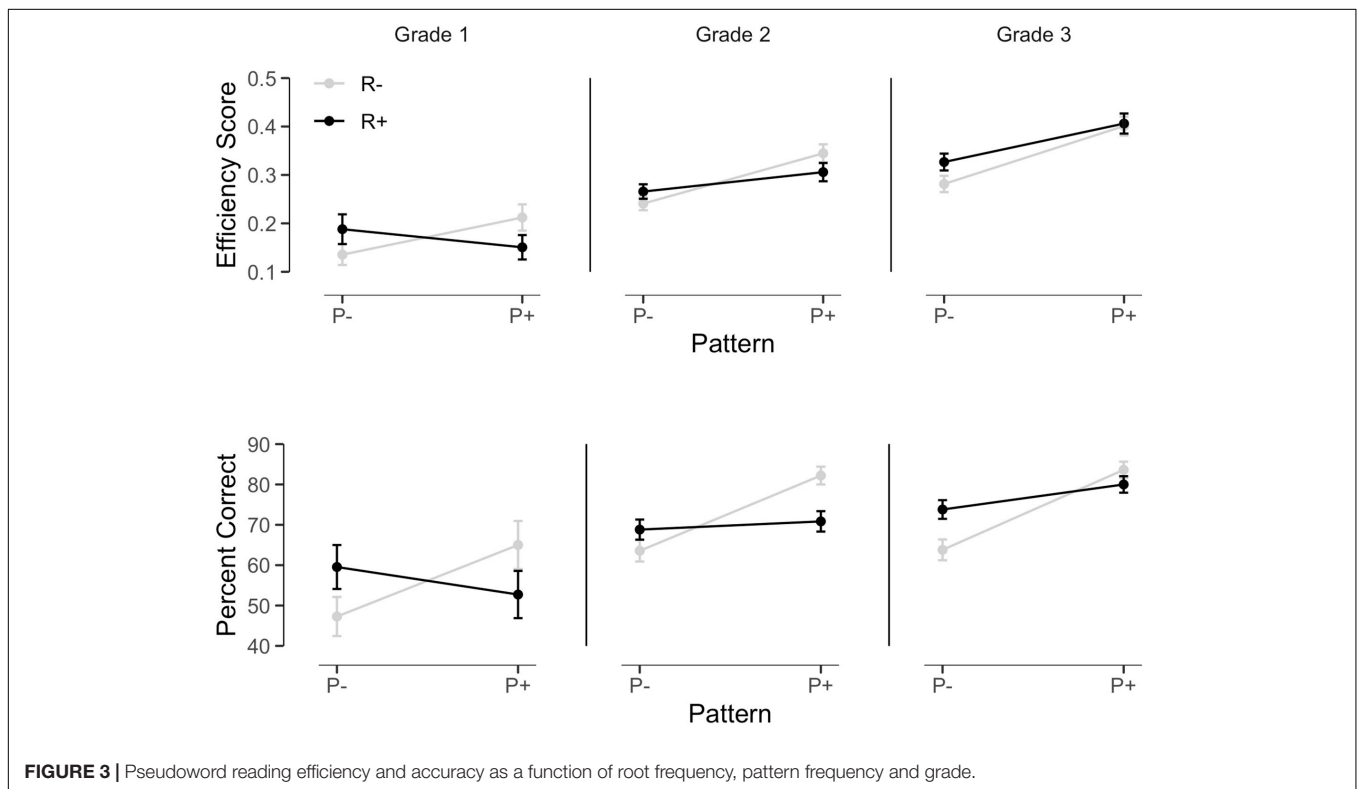 Grade 1 Grade 2 Grade 3
Efficiency Score
0.5
0.4
0.3
0.2
0.1
R-
R+
P- P+ P- P+ P- P+
Pattern
Percent Correct
90
80
70
60
50
40
P- P+ P- P+ P- P+
Pattern
FIGURE 3 | Pseudoword reading efficiency and accuracy as a function of root frequency, pattern frequency and grade.